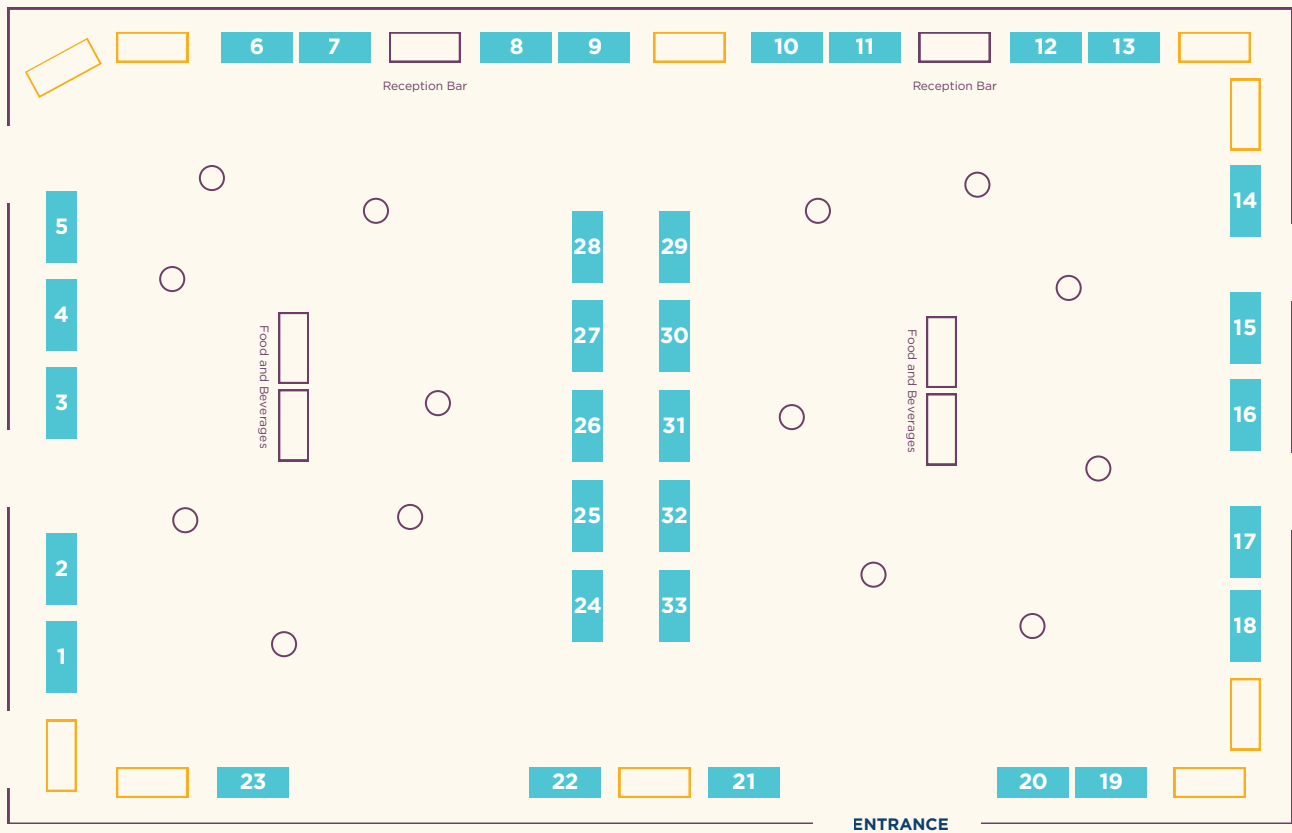 6 7 8 9 10 11 12 13
Reception Bar Reception Bar
14
5
28 29
4
27 30 15
Food and Beverages Food and Beverages
3
26 31 16
25 32
17
2
24 33
18
1
23 22 21 20 19
ENTRANCE